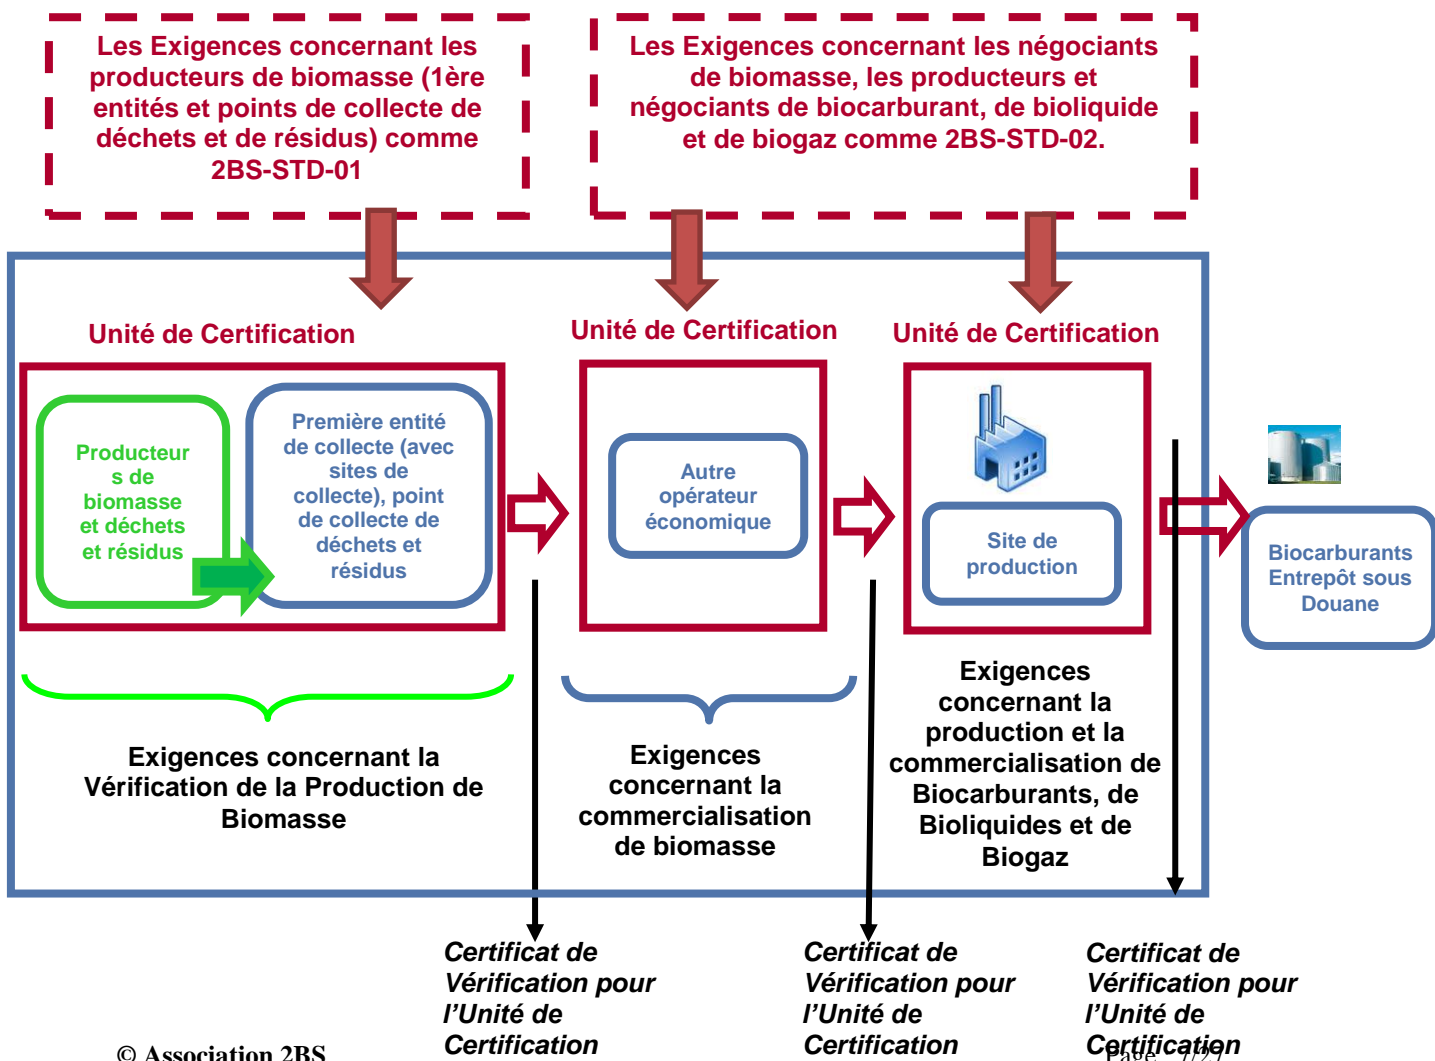 Les Exigences concernant les
producteurs de biomasse (1ère
entités et points de collecte de
déchets et de résidus) comme
2BS-STD-01
Les Exigences concernant les négociants
de biomasse, les producteurs et
négociants de biocarburant, de bioliquide
et de biogaz comme 2BS-STD-02.
Unité de Certification
Unité de Certification
Unité de Certification
Producteur
s de
biomasse
et déchets
et résidus
Première entité
de collecte (avec
sites de
collecte), point
de collecte de
déchets et
résidus
Autre
opérateur
économique
Site de
production
Biocarburants
Entrepôt sous
Douane
Exigences concernant la
Vérification de la Production de
Biomasse
Exigences
concernant la
commercialisation
de biomasse
Exigences
concernant la
production et la
commercialisation de
Biocarburants, de
Bioliquides et de
Biogaz
Certificat de
Vérification pour
l’Unité de
Certification
Certificat de
Vérification pour
l’Unité de
Certification
Certificat de
Vérification pour
l’Unité de
Certification
© Association 2BS
Page - 7/27